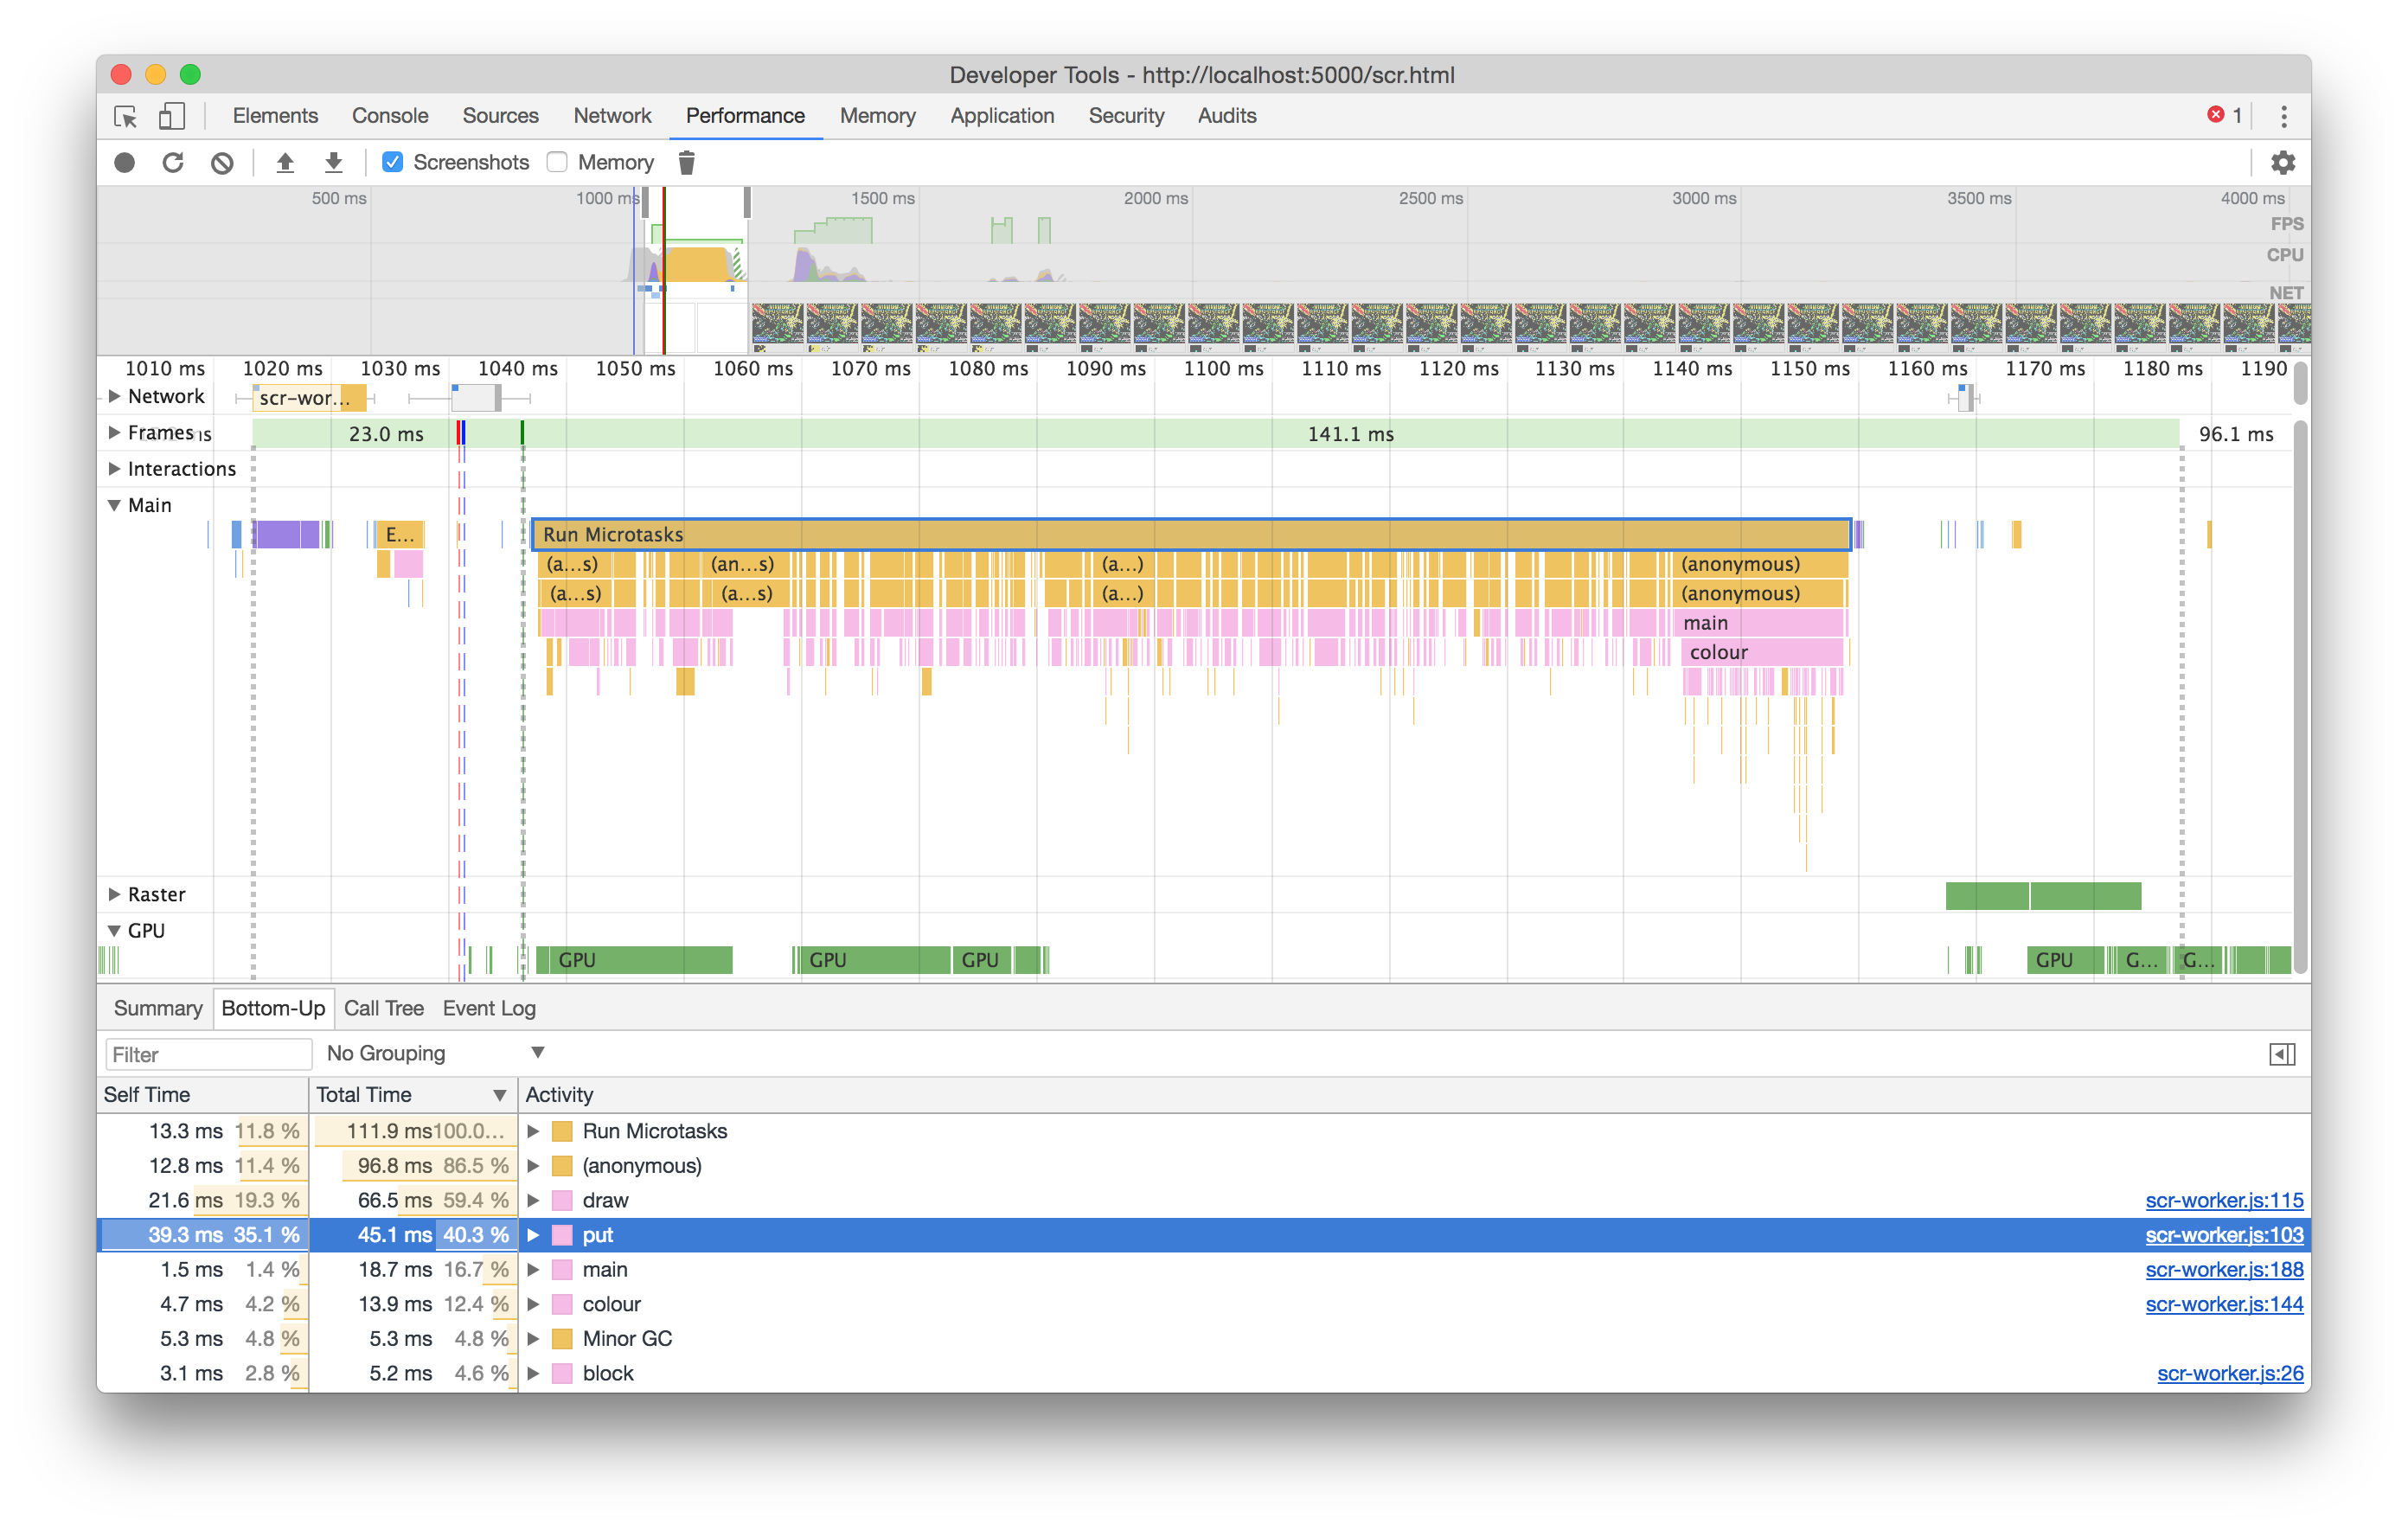 Developer Tools - http://localhost:5000/scr.html
Elements Console Sources Network Performance Memory Application Security Audits 1
Screenshots Memory
500 ms 1000 ms 1500 ms 2000 ms 2500 ms 3000 ms 3500 ms 4000 ms
FPS
CPU
NET
1010 ms 1020 ms 1030 ms 1040 ms 1050 ms 1060 ms 1070 ms 1080 ms 1090 ms 1100 ms 1110 ms 1120 ms 1130 ms 1140 ms 1150 ms 1160 ms 1170 ms 1180 ms 1190
Network scr-wor...
Frames ms 23.0 ms 141.1 ms 96.1 ms
Interactions
Main
E... Run Microtasks
(a...s) (an...s) (a...) (anonymous)
(a...s) (a...s) (a...) (anonymous)
main
colour
Raster
GPU
GPU GPU GPU GPU G... G...
Summary Bottom-Up Call Tree Event Log
Filter No Grouping
Self Time Total Time Activity
13.3 ms 11.8 % 111.9 ms 100.0... Run Microtasks
12.8 ms 11.4 % 96.8 ms 86.5 % (anonymous)
21.6 ms 19.3 % 66.5 ms 59.4 % draw scr-worker.js:115
39.3 ms 35.1 % 45.1 ms 40.3 % put scr-worker.js:103
1.5 ms 1.4 % 18.7 ms 16.7 % main scr-worker.js:188
4.7 ms 4.2 % 13.9 ms 12.4 % colour scr-worker.js:144
5.3 ms 4.8 % 5.3 ms 4.8 % Minor GC
3.1 ms 2.8 % 5.2 ms 4.6 % block scr-worker.js:26